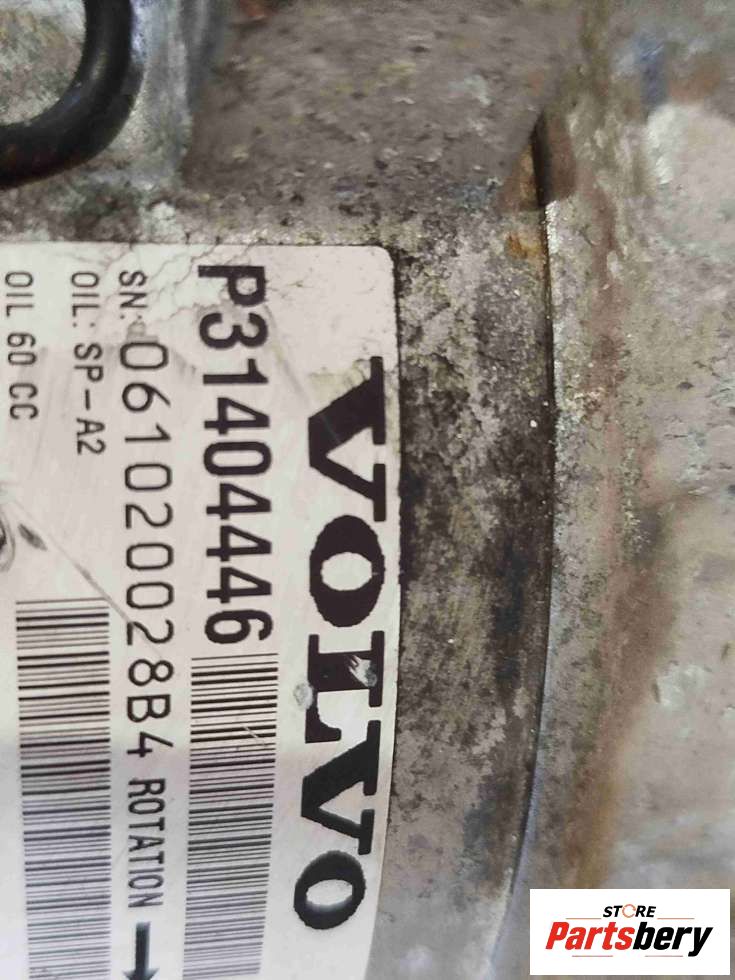 VOLVO
P31404446
SN: 0610200028B4 ROTATION
OIL: SP-A2
OIL 60 CC
STORE
Partsbery